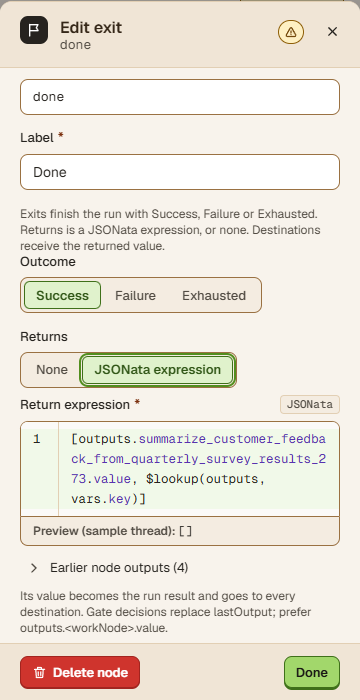 Edit exit
done
done
Label *
Done
Exits finish the run with Success, Failure or Exhausted.
Returns is a JSONata expression, or none. Destinations
receive the returned value.
Outcome
Success Failure Exhausted
Returns
None JSONata expression
Return expression * JSONata
1 [outputs.summarize_customer_feedba
ck_from_quarterly_survey_results_2
73.value, $lookup(outputs,
vars.key)]
Preview (sample thread): []
Earlier node outputs (4)
Its value becomes the run result and goes to every
destination. Gate decisions replace lastOutput; prefer
outputs.<workNode>.value.
Delete node Done